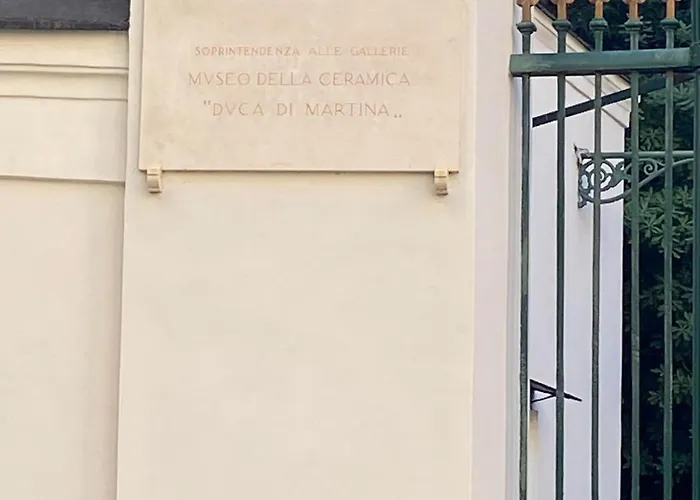 SOPRINTENDENZA ALLE GALLERIE
MVSEO DELLA CERAMICA
"DVCA DI MARTINA„